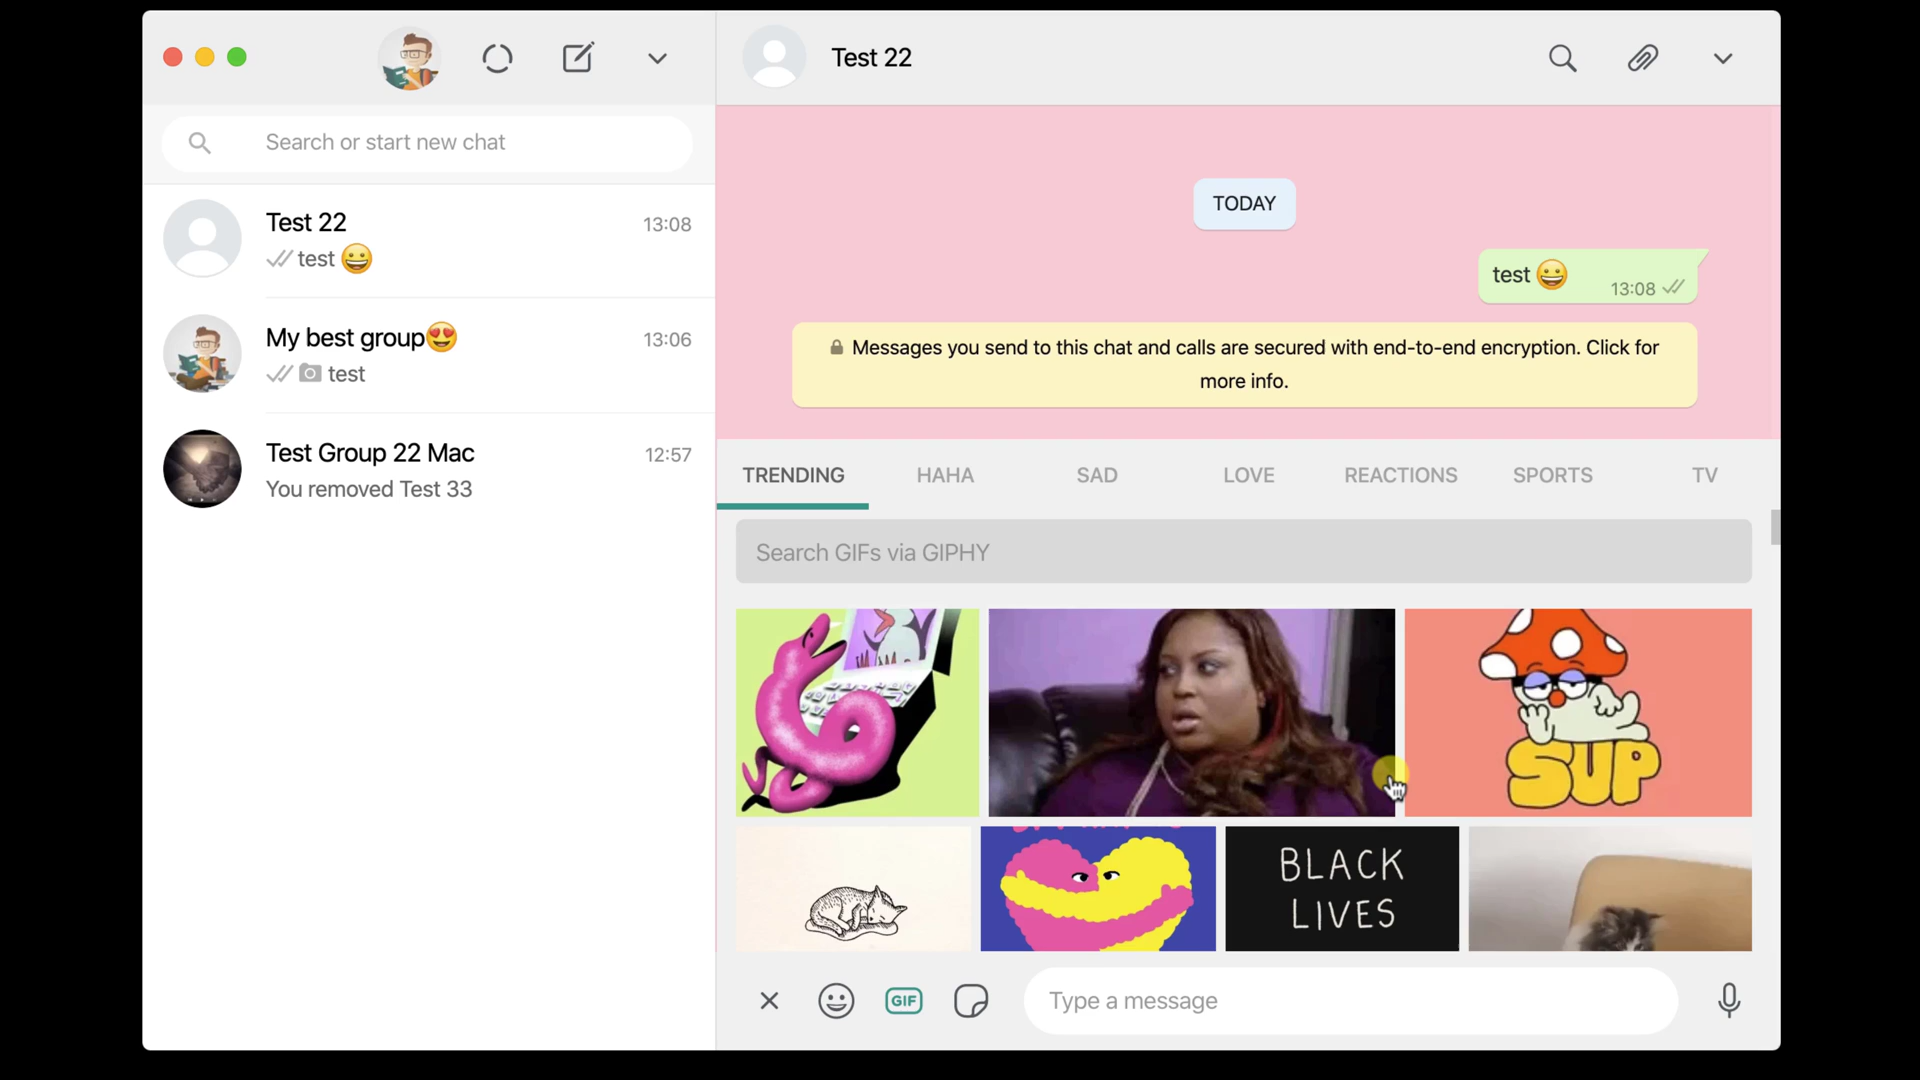 Test 22
Search or start new chat
Test 22
13:08
test 😀
My best group😍
13:06
test
Test Group 22 Mac
12:57
You removed Test 33
TODAY
test 😀
13:08
Messages you send to this chat and calls are secured with end-to-end encryption. Click for
more info.
TRENDING HAHA SAD LOVE REACTIONS SPORTS TV
Search GIFs via GIPHY
SUP
BLACK
LIVES
GIF
Type a message